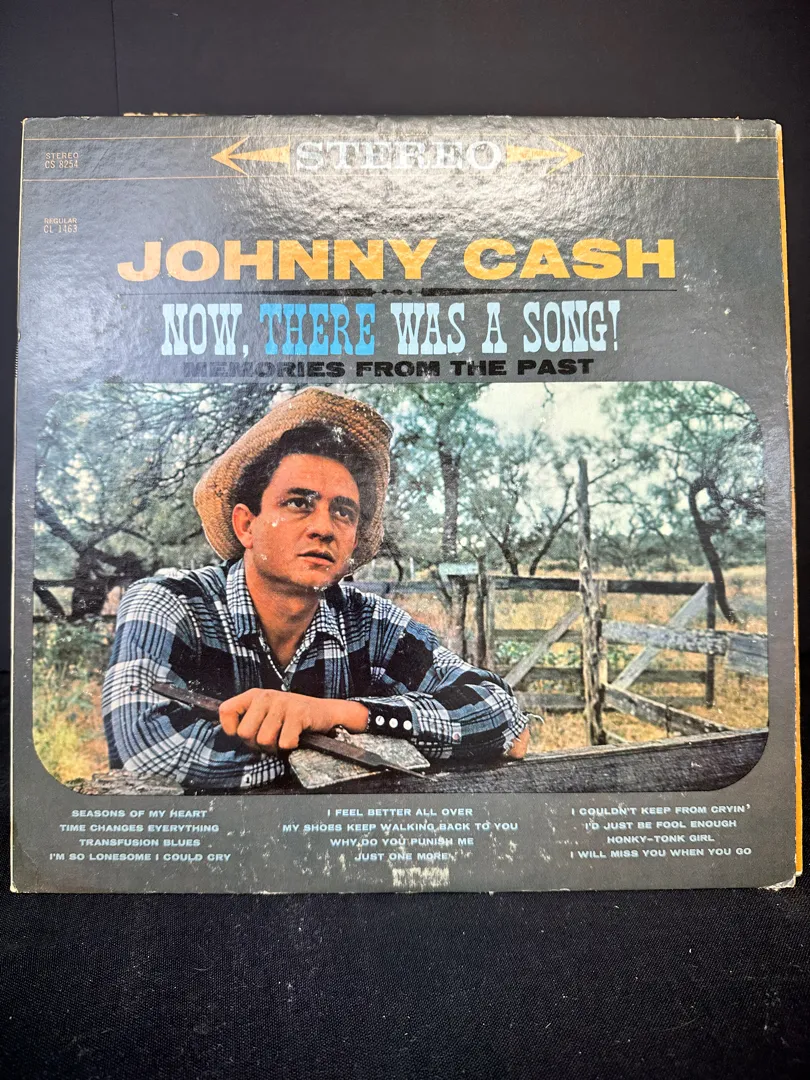 STEREO
CS 8254
STEREO
REGULAR
CL 1463
JOHNNY CASH
NOW, THERE WAS A SONG!
MEMORIES FROM THE PAST
SEASONS OF MY HEART
TIME CHANGES EVERYTHING
TRANSFUSION BLUES
I'M SO LONESOME I COULD CRY
I FEEL BETTER ALL OVER
MY SHOES KEEP WALKING BACK TO YOU
WHY DO YOU PUNISH ME
JUST ONE MORE
I COULDN'T KEEP FROM CRYIN'
I'D JUST BE FOOL ENOUGH
HONKY-TONK GIRL
I WILL MISS YOU WHEN YOU GO